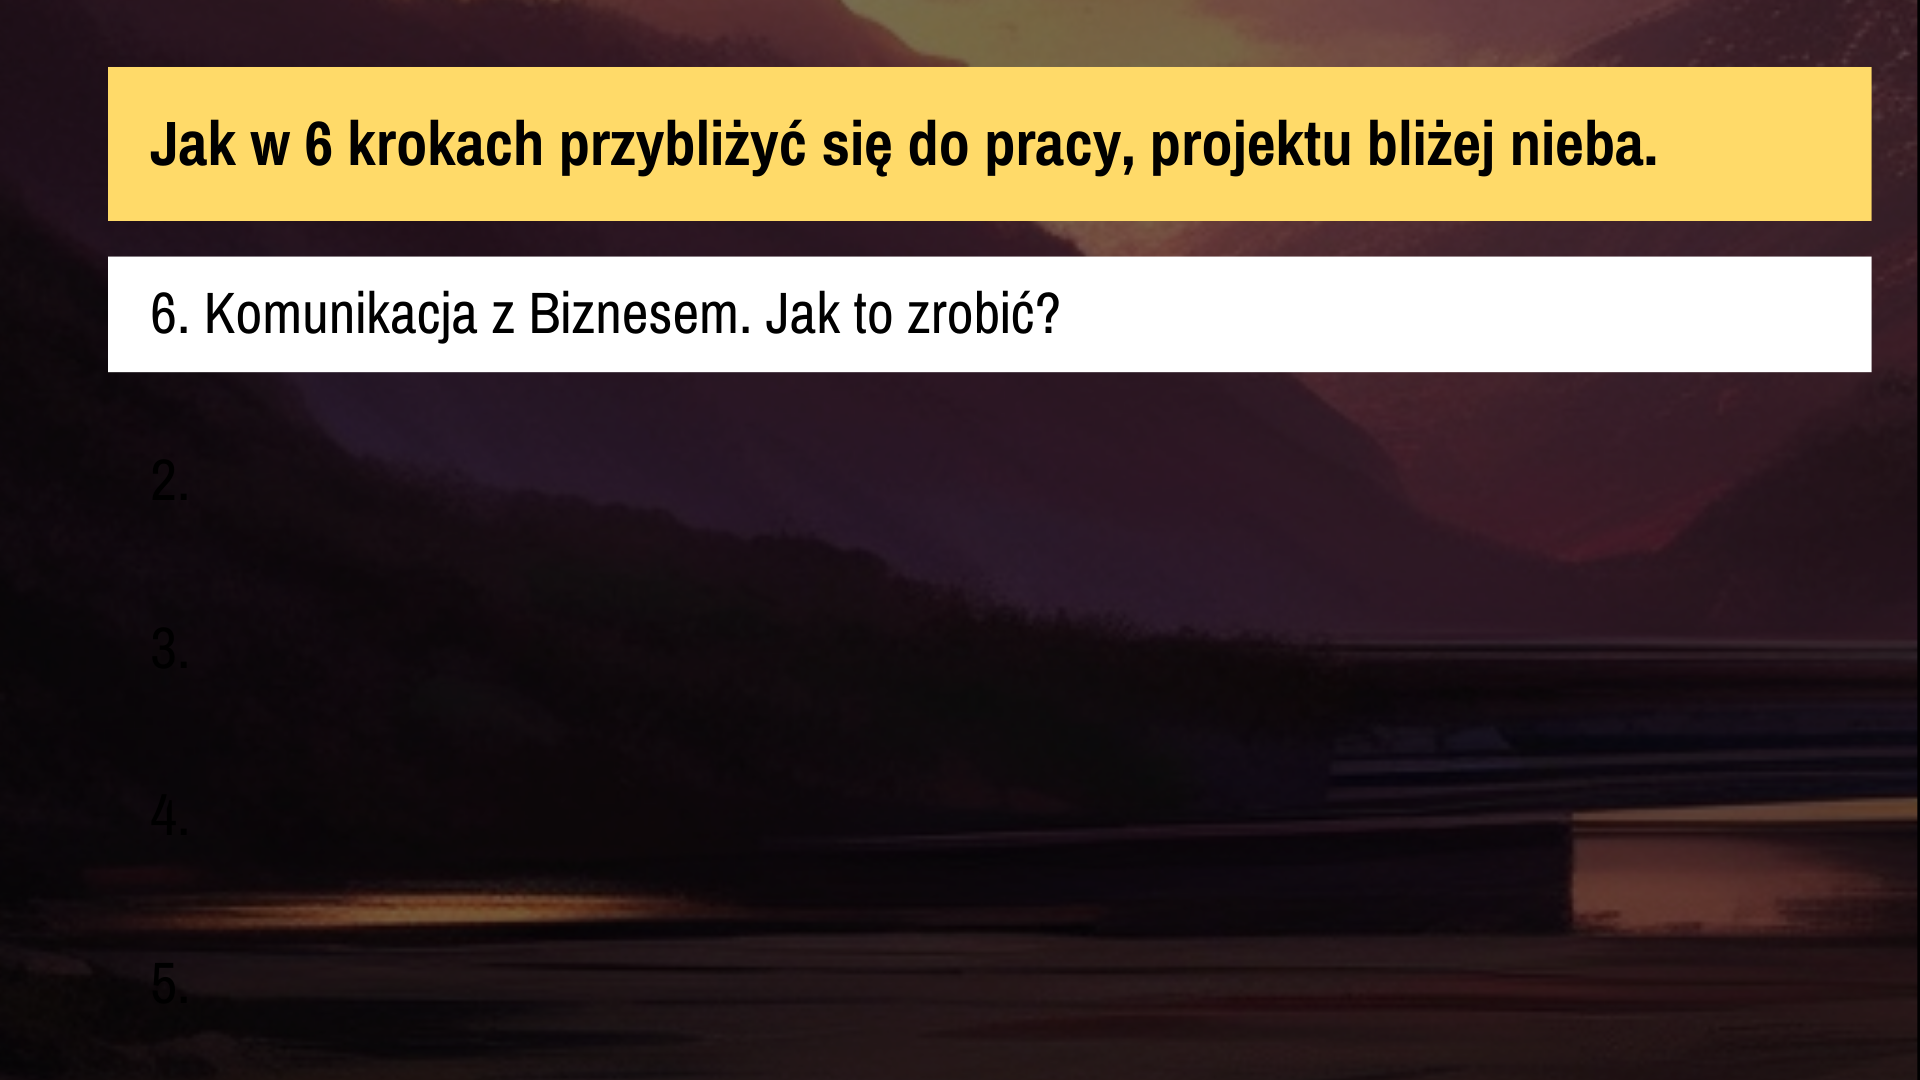 Jak w 6 krokach przybliżyć się do pracy, projektu bliżej nieba.
6. Komunikacja z Biznesem. Jak to zrobić?
2.
3.
4.
5.